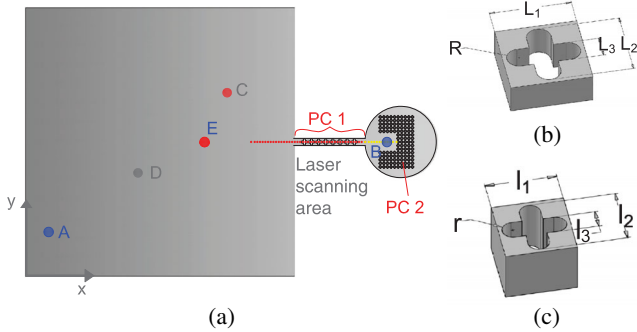 C
E
D
A
y
x
PC 1
B
Laser
scanning
area
PC 2
(a)
L₁
L₂
L₃
R
(b)
l₁
l₂
l₃
r
(c)